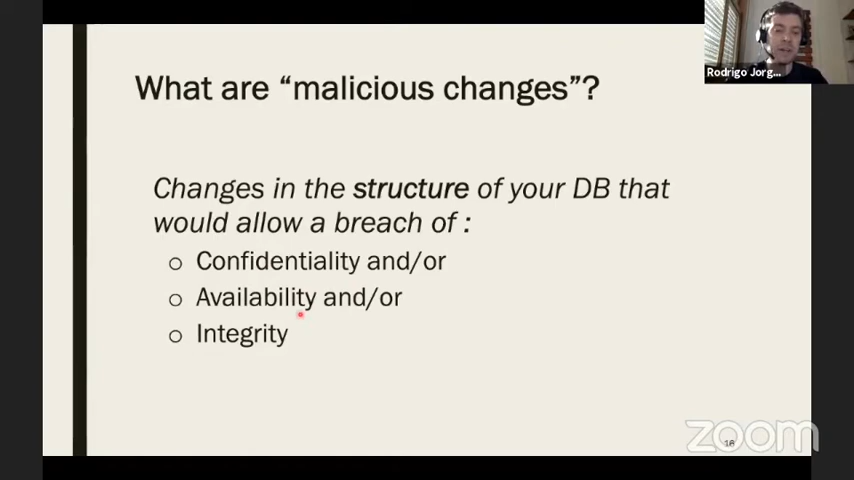 Rodrigo Jorg...
What are “malicious changes”?
Changes in the structure of your DB that
would allow a breach of :
o Confidentiality and/or
o Availability and/or
o Integrity
zoom
16